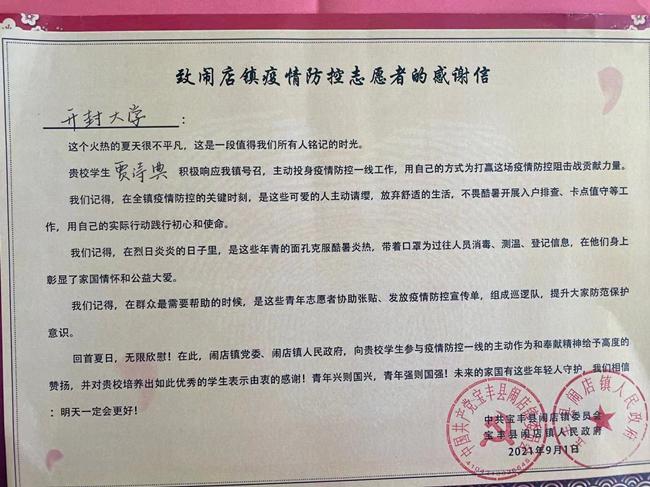 致闹店镇疫情防控志愿者的感谢信
开封大学：
这个火热的夏天很不平凡，这是一段值得我们所有人铭记的时光。
贵校学生 贾诗典 积极响应我镇号召，主动投身疫情防控一线工作，用自己的方式为打赢这场疫情防控阻击战贡献力量。
我们记得，在全镇疫情防控的关键时刻，是这些可爱的人主动请缨，放弃舒适的生活，不畏酷暑开展入户排查、卡点值守等工
作，用自己的实际行动践行初心和使命。
我们记得，在烈日炎炎的日子里，是这些年青的面孔克服酷暑炎热，带着口罩为过往人员消毒、测温、登记信息，在他们身上
彰显了家国情怀和公益大爱。
我们记得，在群众最需要帮助的时候，是这些青年志愿者协助张贴、发放疫情防控宣传单，组成巡逻队，提升大家防范保护
意识。
回首夏日，无限欣慰！在此，闹店镇党委、闹店镇人民政府，向贵校学生参与疫情防控一线的主动作为和奉献精神给予高度的
赞扬，并对贵校培养出如此优秀的学生表示由衷的感谢！青年兴则国兴，青年强则国强！未来的家国有这些年轻人守护，我们相信
：明天一定会更好！
中共宝丰县闹店镇委员会
宝丰县闹店镇人民政府
2021年9月1日